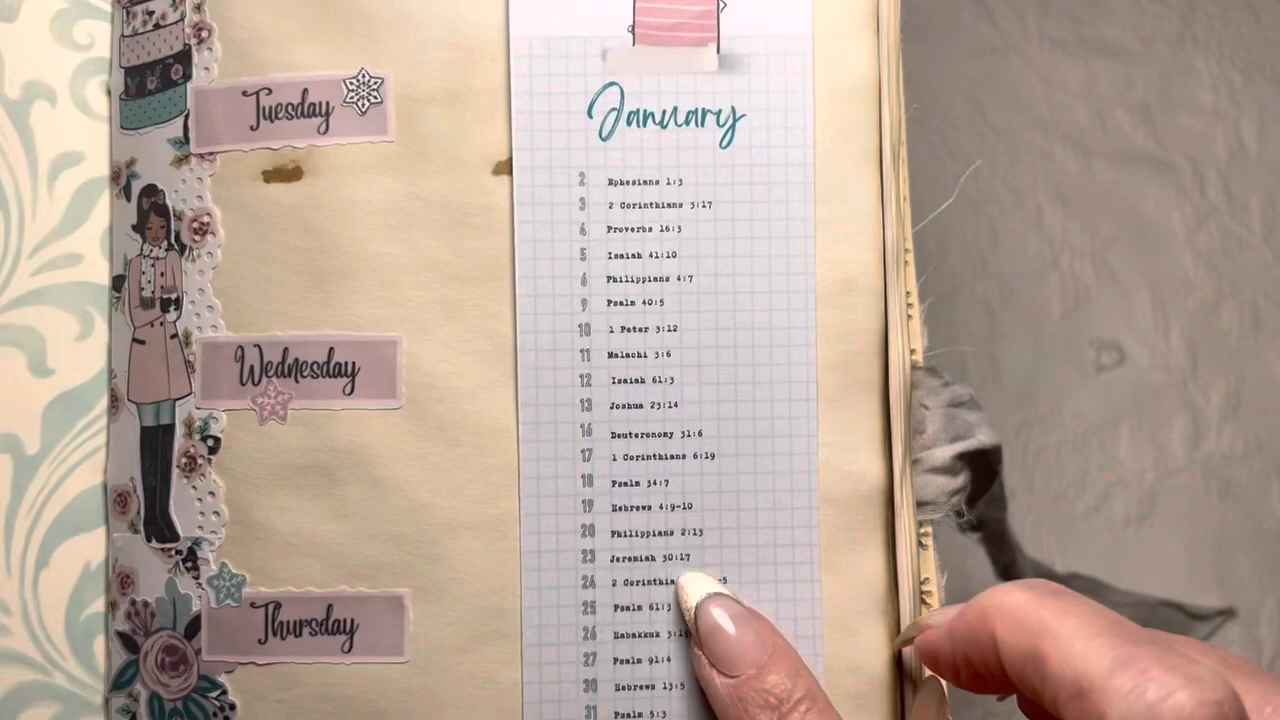 Tuesday
Wednesday
Thursday
January
2 Ephesians 1:3
3 2 Corinthians 3:17
4 Proverbs 16:3
5 Isaiah 41:10
6 Philippians 4:7
9 Psalm 40:5
10 1 Peter 3:12
11 Malachi 3:6
12 Isaiah 61:3
13 Joshua 23:14
16 Deuteronomy 31:6
17 1 Corinthians 6:19
18 Psalm 34:7
19 Hebrews 4:9-10
20 Philippians 2:13
23 Jeremiah 30:17
24 2
25 Psalm 61:3
26 Habakkuk
27 Psalm 91:4
30 Hebrews 13:5
31 Psalm 5:3